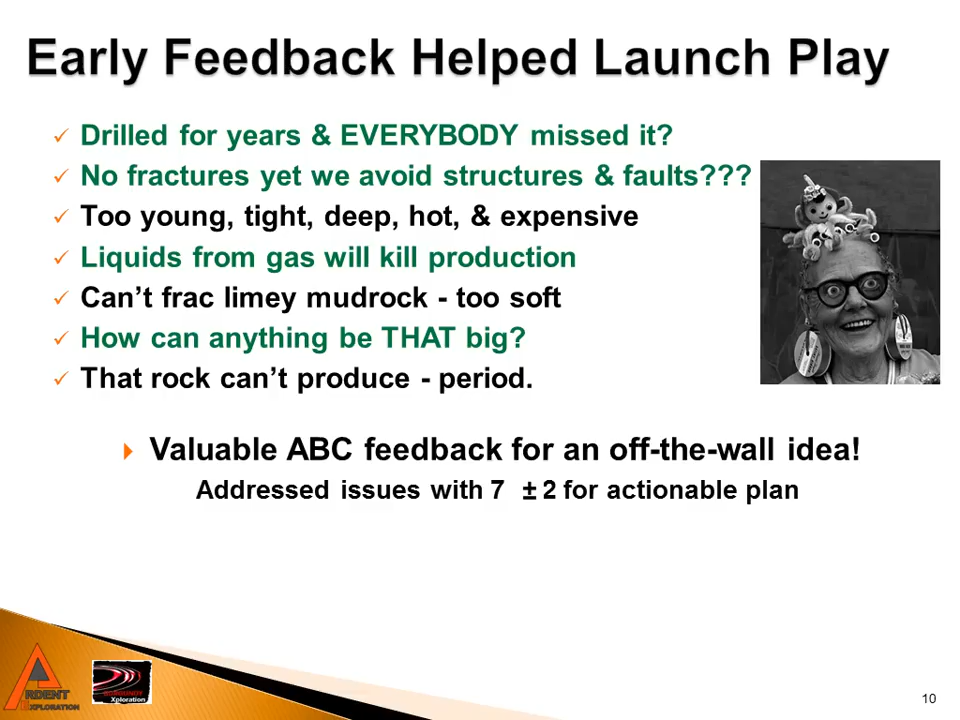 Early Feedback Helped Launch Play
Drilled for years & EVERYBODY missed it?
No fractures yet we avoid structures & faults???
Too young, tight, deep, hot, & expensive
Liquids from gas will kill production
Can’t frac limey mudrock - too soft
How can anything be THAT big?
That rock can’t produce - period.
Valuable ABC feedback for an off-the-wall idea!
Addressed issues with 7 ± 2 for actionable plan
ARDENT
EXPLORATION
Xploration
10